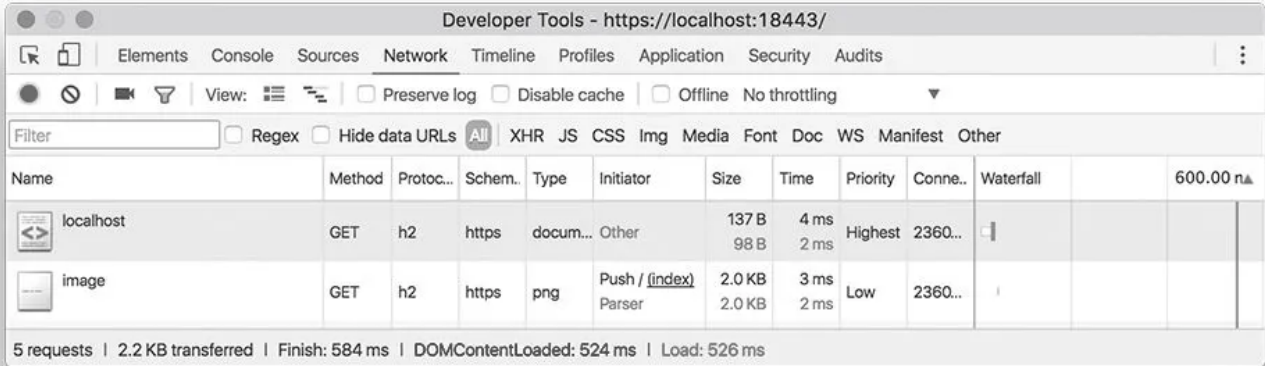 Developer Tools - https://localhost:18443/
Elements Console Sources Network Timeline Profiles Application Security Audits
View: Preserve log Disable cache Offline No throttling
Filter Regex Hide data URLs All XHR JS CSS Img Media Font Doc WS Manifest Other
Name Method Protoc... Schem.. Type Initiator Size Time Priority Conne.. Waterfall 600.00 n
localhost GET h2 https docum... Other 137 B 4 ms Highest 2360...
98 B 2 ms
image GET h2 https png Push / (index) 2.0 KB 3 ms Low 2360...
Parser 2.0 KB 2 ms
5 requests | 2.2 KB transferred | Finish: 584 ms | DOMContentLoaded: 524 ms | Load: 526 ms